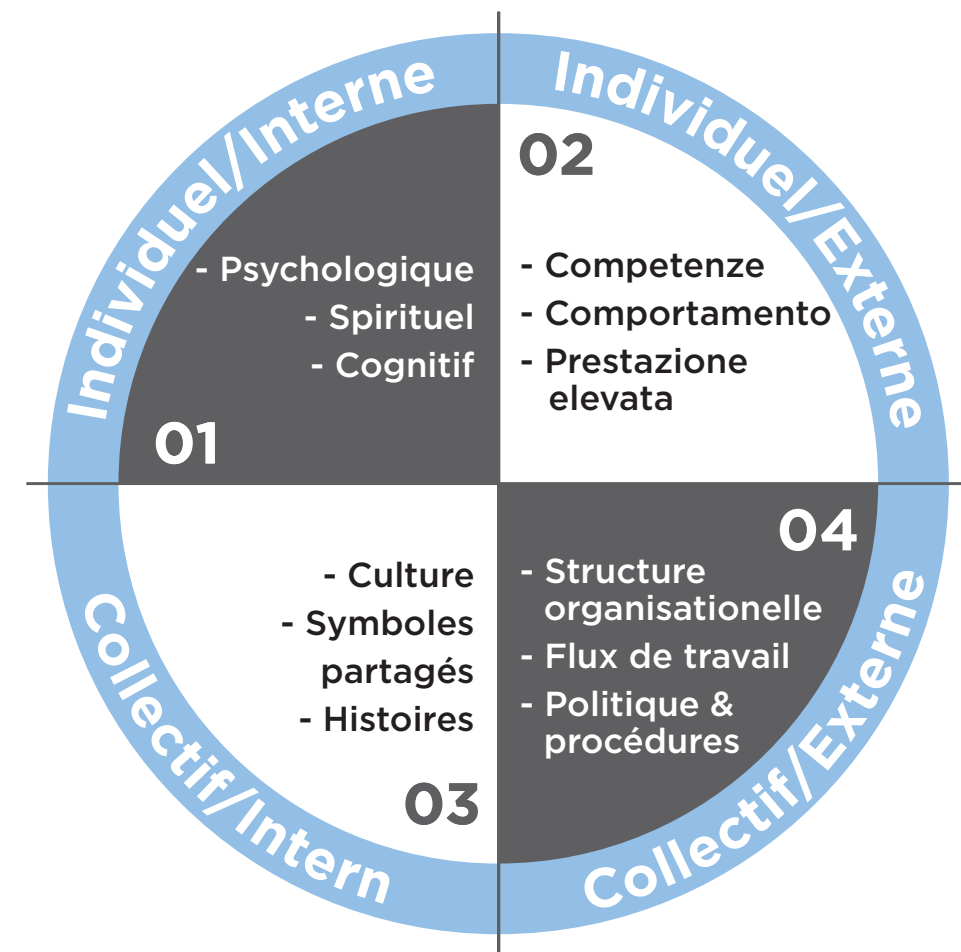 Individuel/Interne
01
- Psychologique
- Spirituel
- Cognitif
Individuel/Externe
02
- Competenze
- Comportamento
- Prestazione
elevata
Collectif/Intern
- Culture
- Symboles
partagés
- Histoires
03
Collectif/Externe
04
- Structure
organisationelle
- Flux de travail
- Politique &
procédures